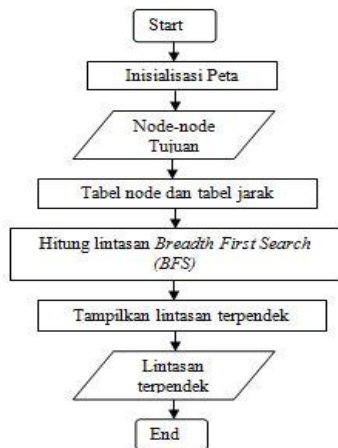 Start
Inisialisasi Peta
Node-node
Tujuan
Tabel node dan tabel jarak
Hitung lintasan Breadth First Search
(BFS)
Tampilkan lintasan terpendek
Lintasan
terpendek
End